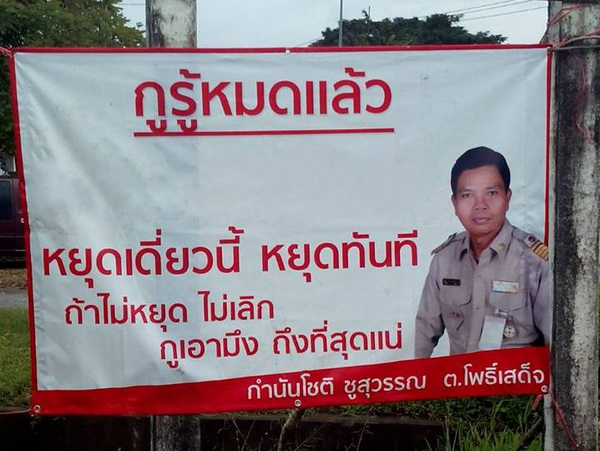 กูรู้หมดแล้ว
หยุดเดี่ยวนี้ หยุดทันที
ถ้าไม่หยุด ไม่เลิก
กูเอามึง ถึงที่สุดแน่
กำนันโชติ ชูสุวรรณ ต.โพธิ์เสด็จ